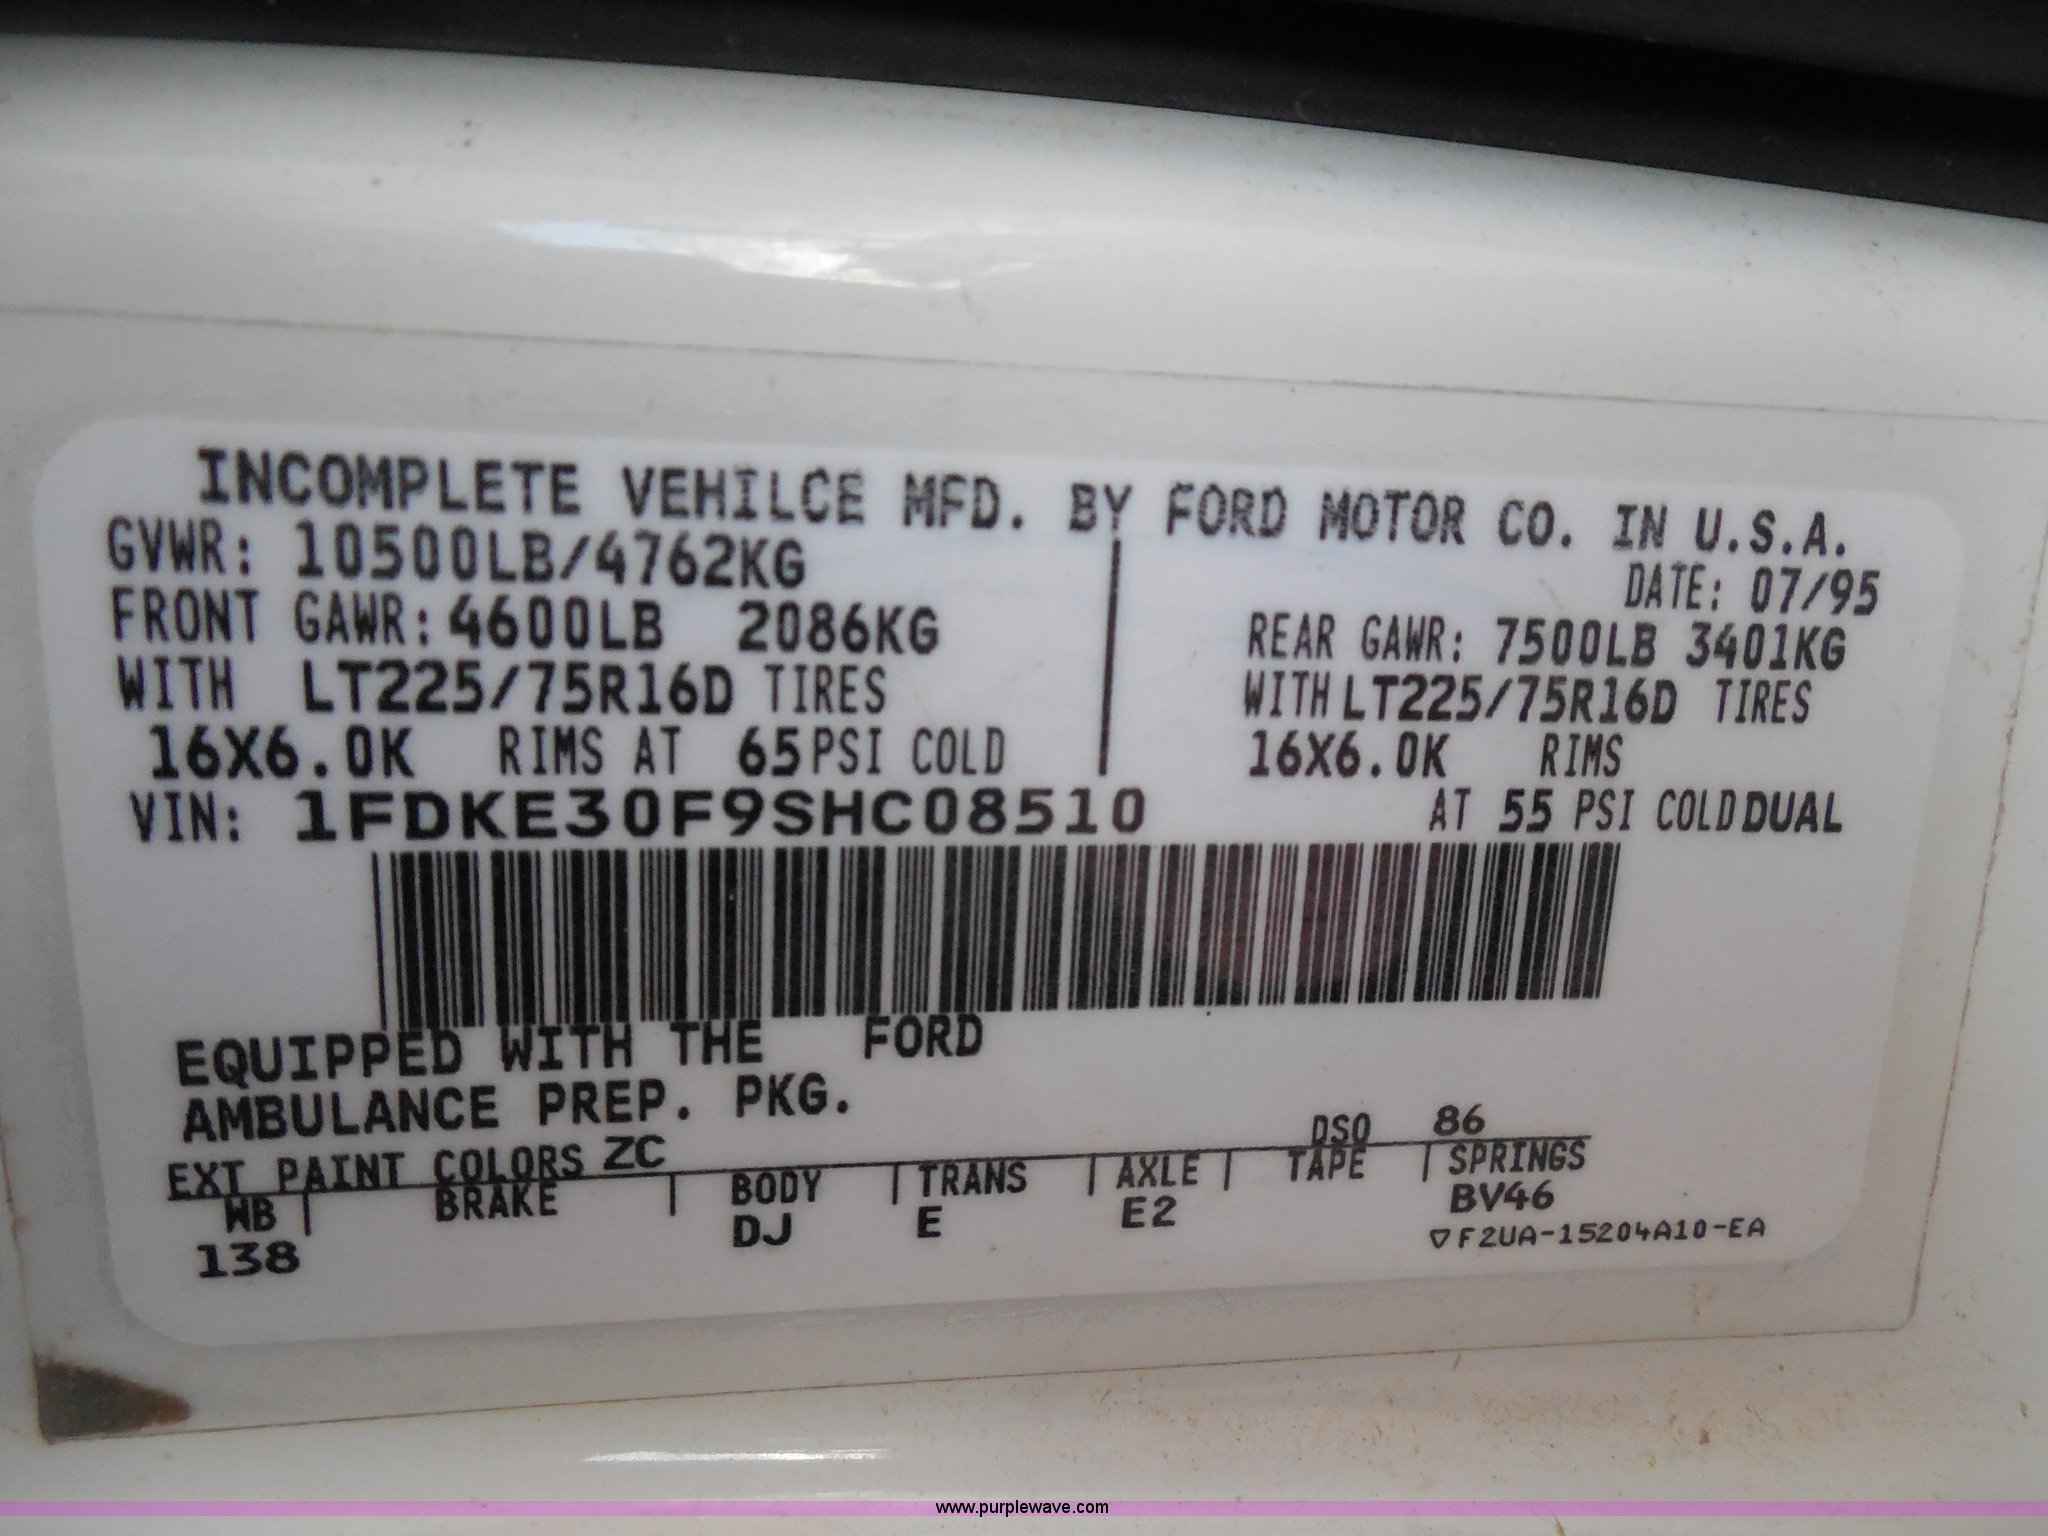 INCOMPLETE VEHILCE MFD. BY FORD MOTOR CO. IN U.S.A.
GVWR: 10500LB/4762KG
DATE: 07/95
FRONT GAWR: 4600LB 2086KG
REAR GAWR: 7500LB 3401KG
WITH LT225/75R16D TIRES
WITH LT225/75R16D TIRES
16X6.0K RIMS AT 65 PSI COLD
16X6.0K RIMS
VIN: 1FDKE30F9SHC08510
AT 55 PSI COLD DUAL
EQUIPPED WITH THE FORD
AMBULANCE PREP. PKG.
EXT PAINT COLORS ZC DSO 86
WB | BRAKE | BODY | TRANS | AXLE | TAPE | SPRINGS
138 DJ E E2 BV46
▽F2UA-15204A10-EA
www.purplewave.com